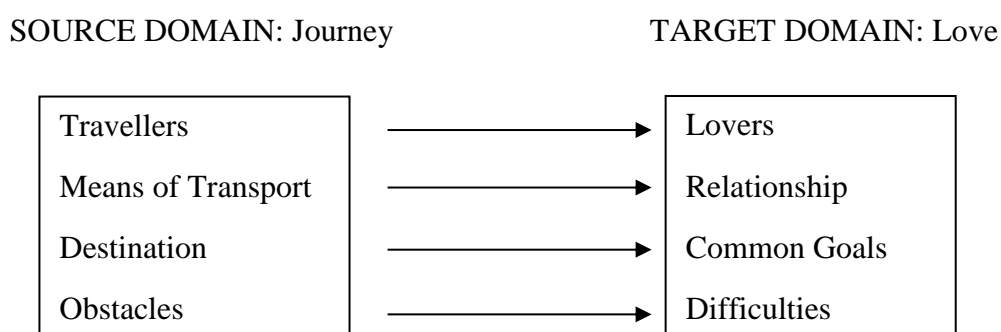 SOURCE DOMAIN: Journey TARGET DOMAIN: Love
Travellers Lovers
Means of Transport Relationship
Destination Common Goals
Obstacles Difficulties